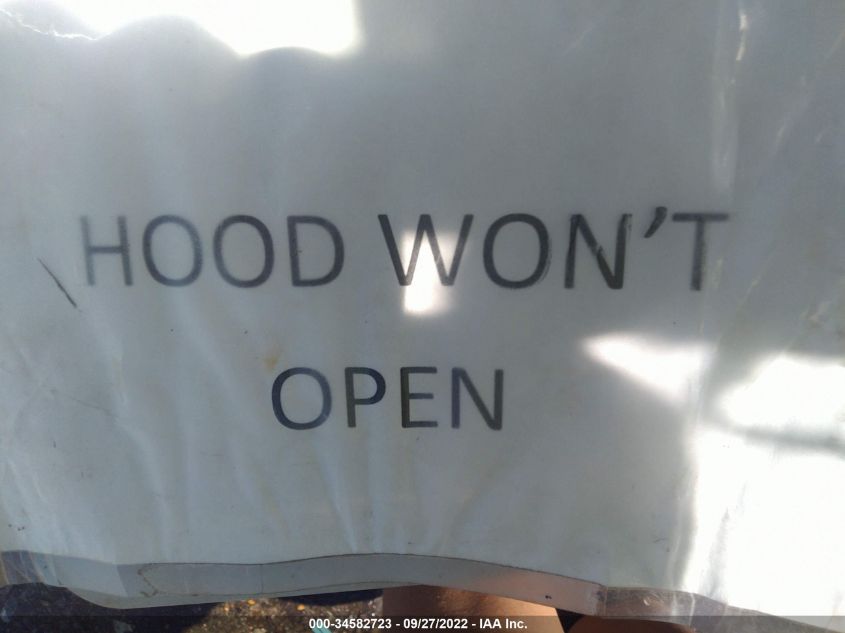 HOOD WON'T
OPEN
000-34582723 - 09/27/2022 - IAA Inc.